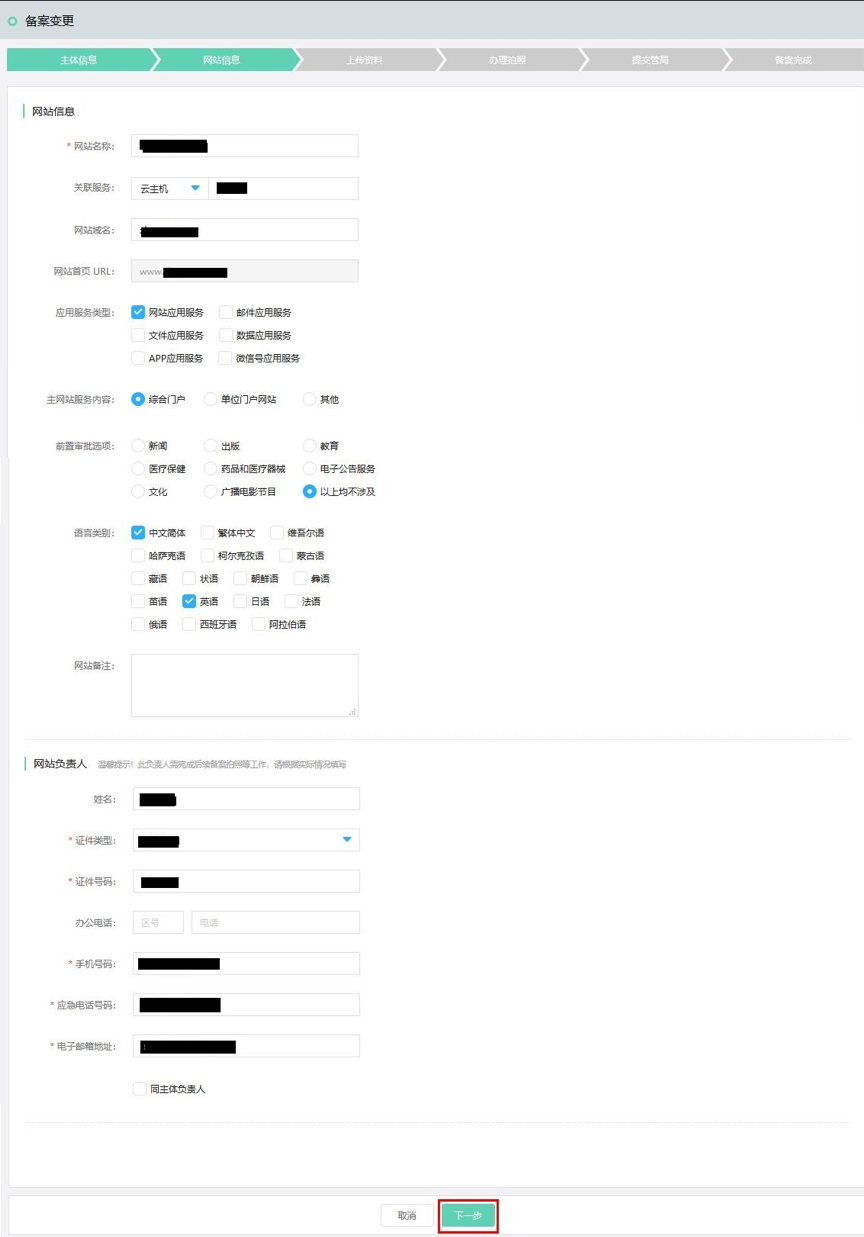 备案变更
主体信息 网站信息 上传资料 办理拍照 提交管局 备案完成
网站信息
* 网站名称:
关联服务: 云主机
网站域名:
网站首页 URL: www.
应用服务类型: 网站应用服务 邮件应用服务
文件应用服务 数据应用服务
APP应用服务 微信号应用服务
主网站服务内容: 综合门户 单位门户网站 其他
前置审批选项: 新闻 出版 教育
医疗保健 药品和医疗器械 电子公告服务
文化 广播电影节目 以上均不涉及
语言类别: 中文简体 繁体中文 维吾尔语
哈萨克语 柯尔克孜语 蒙古语
藏语 状语 朝鲜语 彝语
苗语 英语 日语 法语
俄语 西班牙语 阿拉伯语
网站备注:
网站负责人 温馨提示！此负责人需完成后续备案拍照等工作，请根据实际情况填写
姓名:
* 证件类型:
* 证件号码:
办公电话: 区号 电话
* 手机号码:
* 应急电话号码:
* 电子邮箱地址:
同主体负责人
取消 下一步